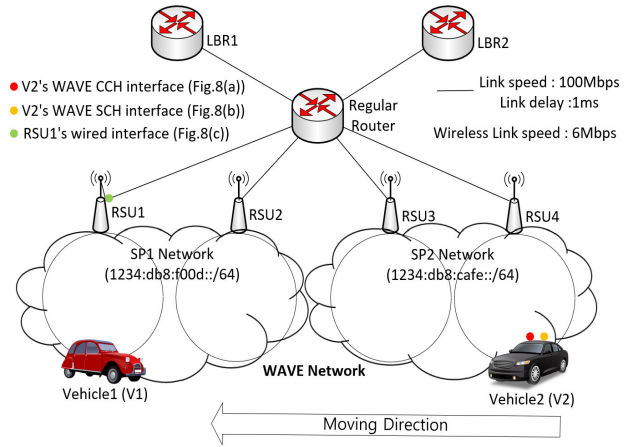 LBR1
LBR2
V2's WAVE CCH interface (Fig.8(a))
V2's WAVE SCH interface (Fig.8(b))
RSU1's wired interface (Fig.8(c))
Regular
Router
Link speed : 100Mbps
Link delay :1ms
Wireless Link speed : 6Mbps
RSU1
RSU2
RSU3
RSU4
SP1 Network
(1234:db8:f00d::/64)
SP2 Network
(1234:db8:cafe::/64)
WAVE Network
Vehicle1 (V1)
Vehicle2 (V2)
Moving Direction